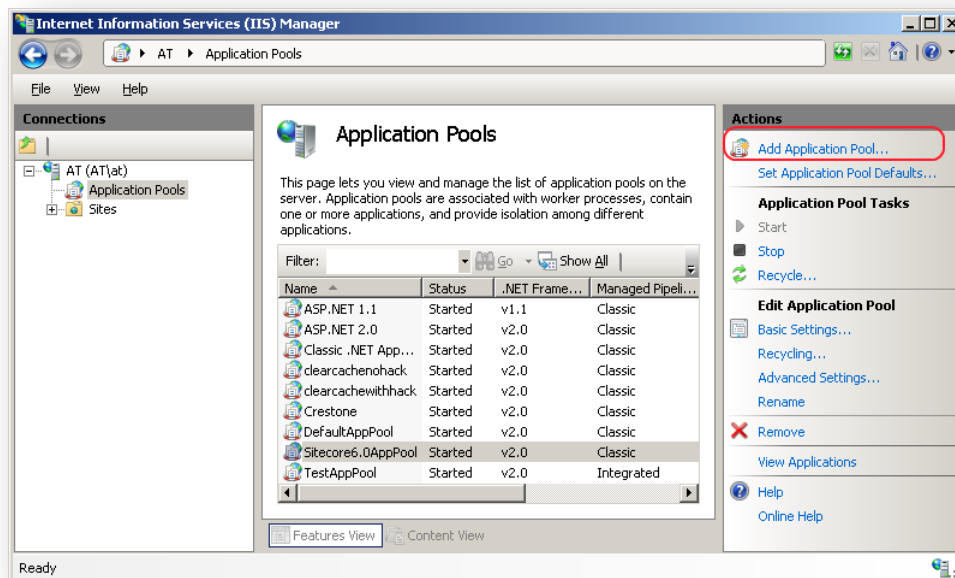 Internet Information Services (IIS) Manager
AT Application Pools
File View Help
Connections
AT (AT\at)
Application Pools
Sites
Application Pools
This page lets you view and manage the list of application pools on the
server. Application pools are associated with worker processes, contain
one or more applications, and provide isolation among different
applications.
Filter: Go Show All
Name Status .NET Frame... Managed Pipeli...
ASP.NET 1.1 Started v1.1 Classic
ASP.NET 2.0 Started v2.0 Classic
Classic .NET App... Started v2.0 Classic
clearcachenohack Started v2.0 Classic
clearcachewithhack Started v2.0 Classic
Crestone Started v2.0 Classic
DefaultAppPool Started v2.0 Classic
Sitecore6.0AppPool Started v2.0 Classic
TestAppPool Started v2.0 Integrated
Features View Content View
Actions
Add Application Pool...
Set Application Pool Defaults...
Application Pool Tasks
Start
Stop
Recycle...
Edit Application Pool
Basic Settings...
Recycling...
Advanced Settings...
Rename
Remove
View Applications
Help
Online Help
Ready